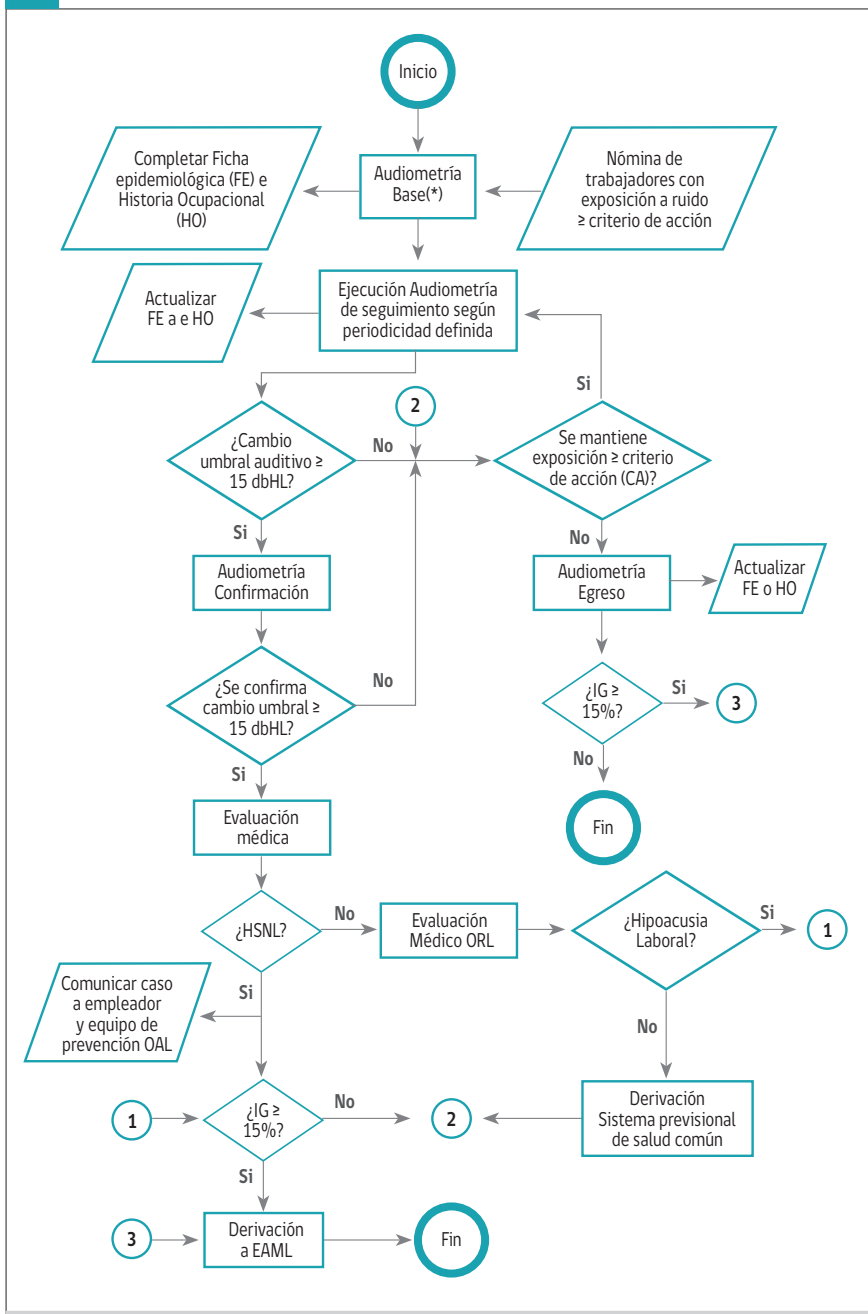 Inicio
Completar Ficha
epidemiológica (FE) e
Historia Ocupacional
(HO)
Audiometría
Base(*)
Nómina de
trabajadores con
exposición a ruido
≥ criterio de acción
Actualizar
FE a e HO
Ejecución Audiometría
de seguimiento según
periodicidad definida
Si
2
¿Cambio
umbral auditivo ≥
15 dbHL?
No
Se mantiene
exposición ≥ criterio
de acción (CA)?
Si
No
Audiometría
Confirmación
Audiometría
Egreso
Actualizar
FE o HO
¿Se confirma
cambio umbral ≥
15 dbHL?
No
¿IG ≥
15%?
Si
3
Si
No
Evaluación
médica
Fin
¿HSNL?
No
Evaluación
Médico ORL
¿Hipoacusia
Laboral?
Si
1
Comunicar caso
a empleador
y equipo de
prevención OAL
Si
No
1
¿IG ≥
15%?
No
2
Derivación
Sistema previsional
de salud común
Si
3
Derivación
a EAML
Fin